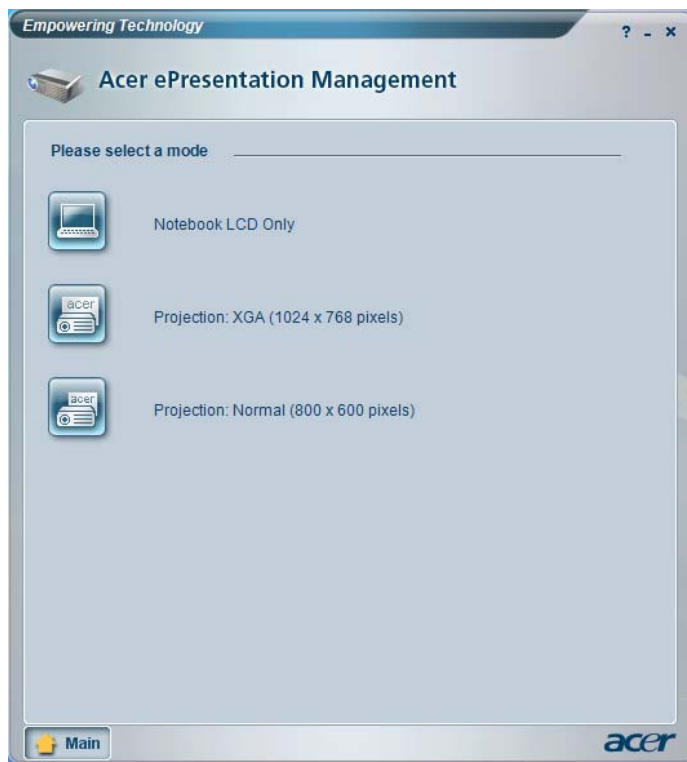 Empowering Technology
? - x
Acer ePresentation Management
Please select a mode
Notebook LCD Only
acer
Projection: XGA (1024 x 768 pixels)
acer
Projection: Normal (800 x 600 pixels)
Main
acer